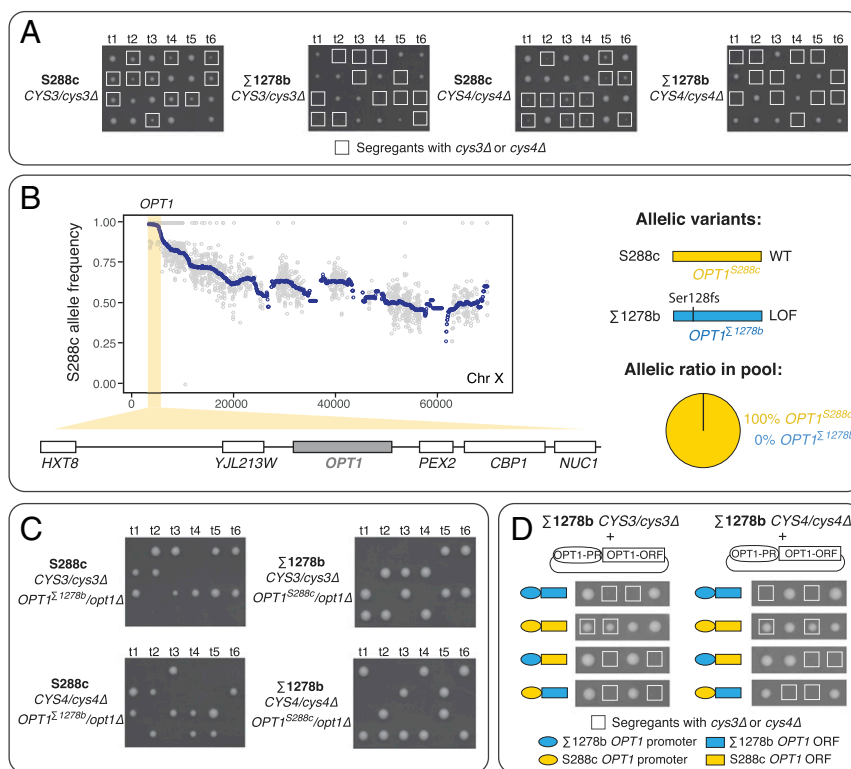 A
t1 t2 t3 t4 t5 t6
t1 t2 t3 t4 t5 t6
t1 t2 t3 t4 t5 t6
t1 t2 t3 t4 t5 t6
S288c
CYS3/cys3Δ
∑1278b
CYS3/cys3Δ
S288c
CYS4/cys4Δ
∑1278b
CYS4/cys4Δ
Segregants with cys3Δ or cys4Δ
B
OPT1
S288c allele frequency
1.00
0.75
0.50
0.25
0.00
Chr X
0 20000 40000 60000
HXT8 YJL213W OPT1 PEX2 CBP1 NUC1
Allelic variants:
S288c WT
OPT1^S288c
Ser128fs
∑1278b LOF
OPT1^∑1278b
Allelic ratio in pool:
100% OPT1^S288c
0% OPT1^∑1278b
C
t1 t2 t3 t4 t5 t6
S288c
CYS3/cys3Δ
OPT1^∑1278b/opt1Δ
t1 t2 t3 t4 t5 t6
∑1278b
CYS3/cys3Δ
OPT1^S288c/opt1Δ
t1 t2 t3 t4 t5 t6
S288c
CYS4/cys4Δ
OPT1^∑1278b/opt1Δ
t1 t2 t3 t4 t5 t6
∑1278b
CYS4/cys4Δ
OPT1^S288c/opt1Δ
D
∑1278b CYS3/cys3Δ
+
OPT1-PR OPT1-ORF
∑1278b CYS4/cys4Δ
+
OPT1-PR OPT1-ORF
Segregants with cys3Δ or cys4Δ
∑1278b OPT1 promoter
∑1278b OPT1 ORF
S288c OPT1 promoter
S288c OPT1 ORF